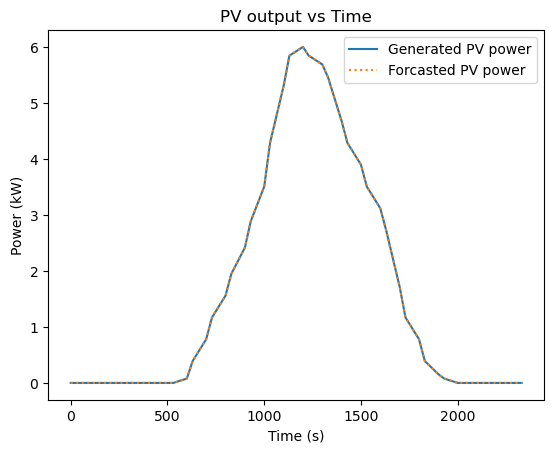 PV output vs Time
Generated PV power
Forcasted PV power
Power (kW)
6
5
4
3
2
1
0
0 500 1000 1500 2000
Time (s)